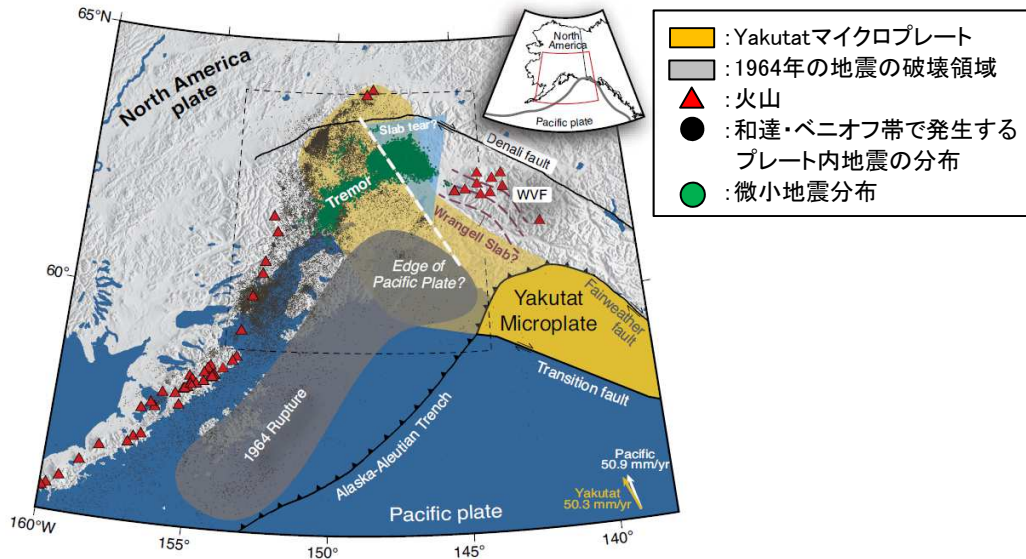 65°N
North America
plate
North
America
Pacific plate
Slab tear?
Denali fault
Tremor
WVF
Wrangell Slab?
60°
Edge of
Pacific Plate?
Yakutat
Microplate
Fairweather
fault
Transition fault
1964 Rupture
Alaska-Aleutian Trench
Pacific
50.9 mm/yr
Yakutat
50.3 mm/yr
Pacific plate
160°W
155°
150°
145°
140°
:Yakutatマイクロプレート
:1964年の地震の破壊領域
:火山
:和達・ベニオフ帯で発生する
プレート内地震の分布
:微小地震分布